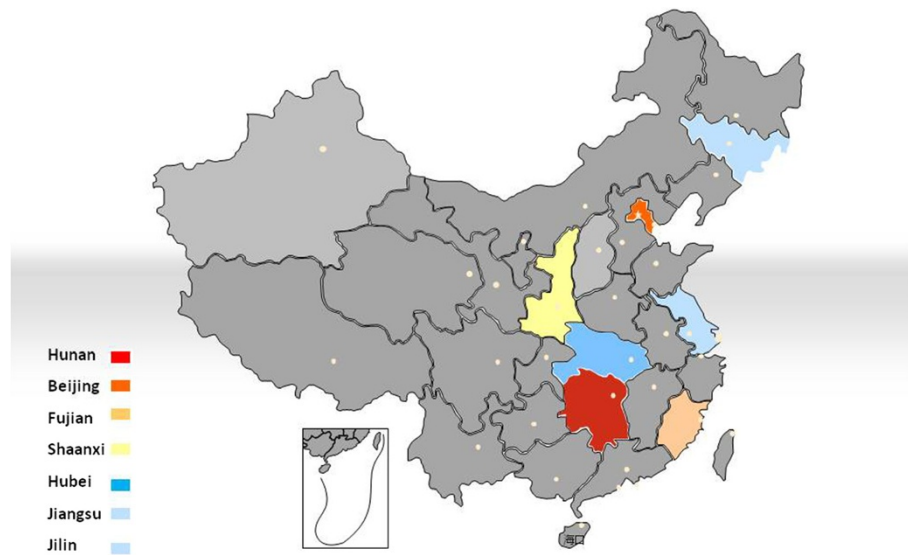 Hunan
Beijing
Fujian
Shaanxi
Hubei
Jiangsu
Jilin
海口